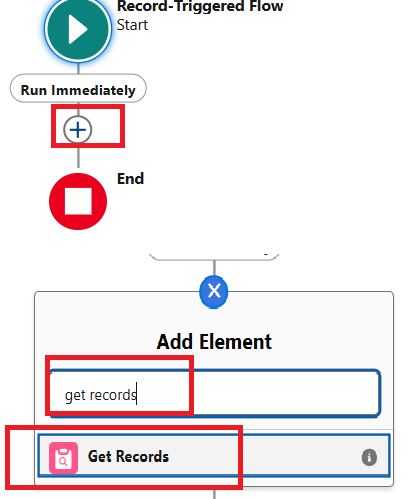 Record-Triggered Flow
Start
Run Immediately
End
Add Element
get records
Get Records